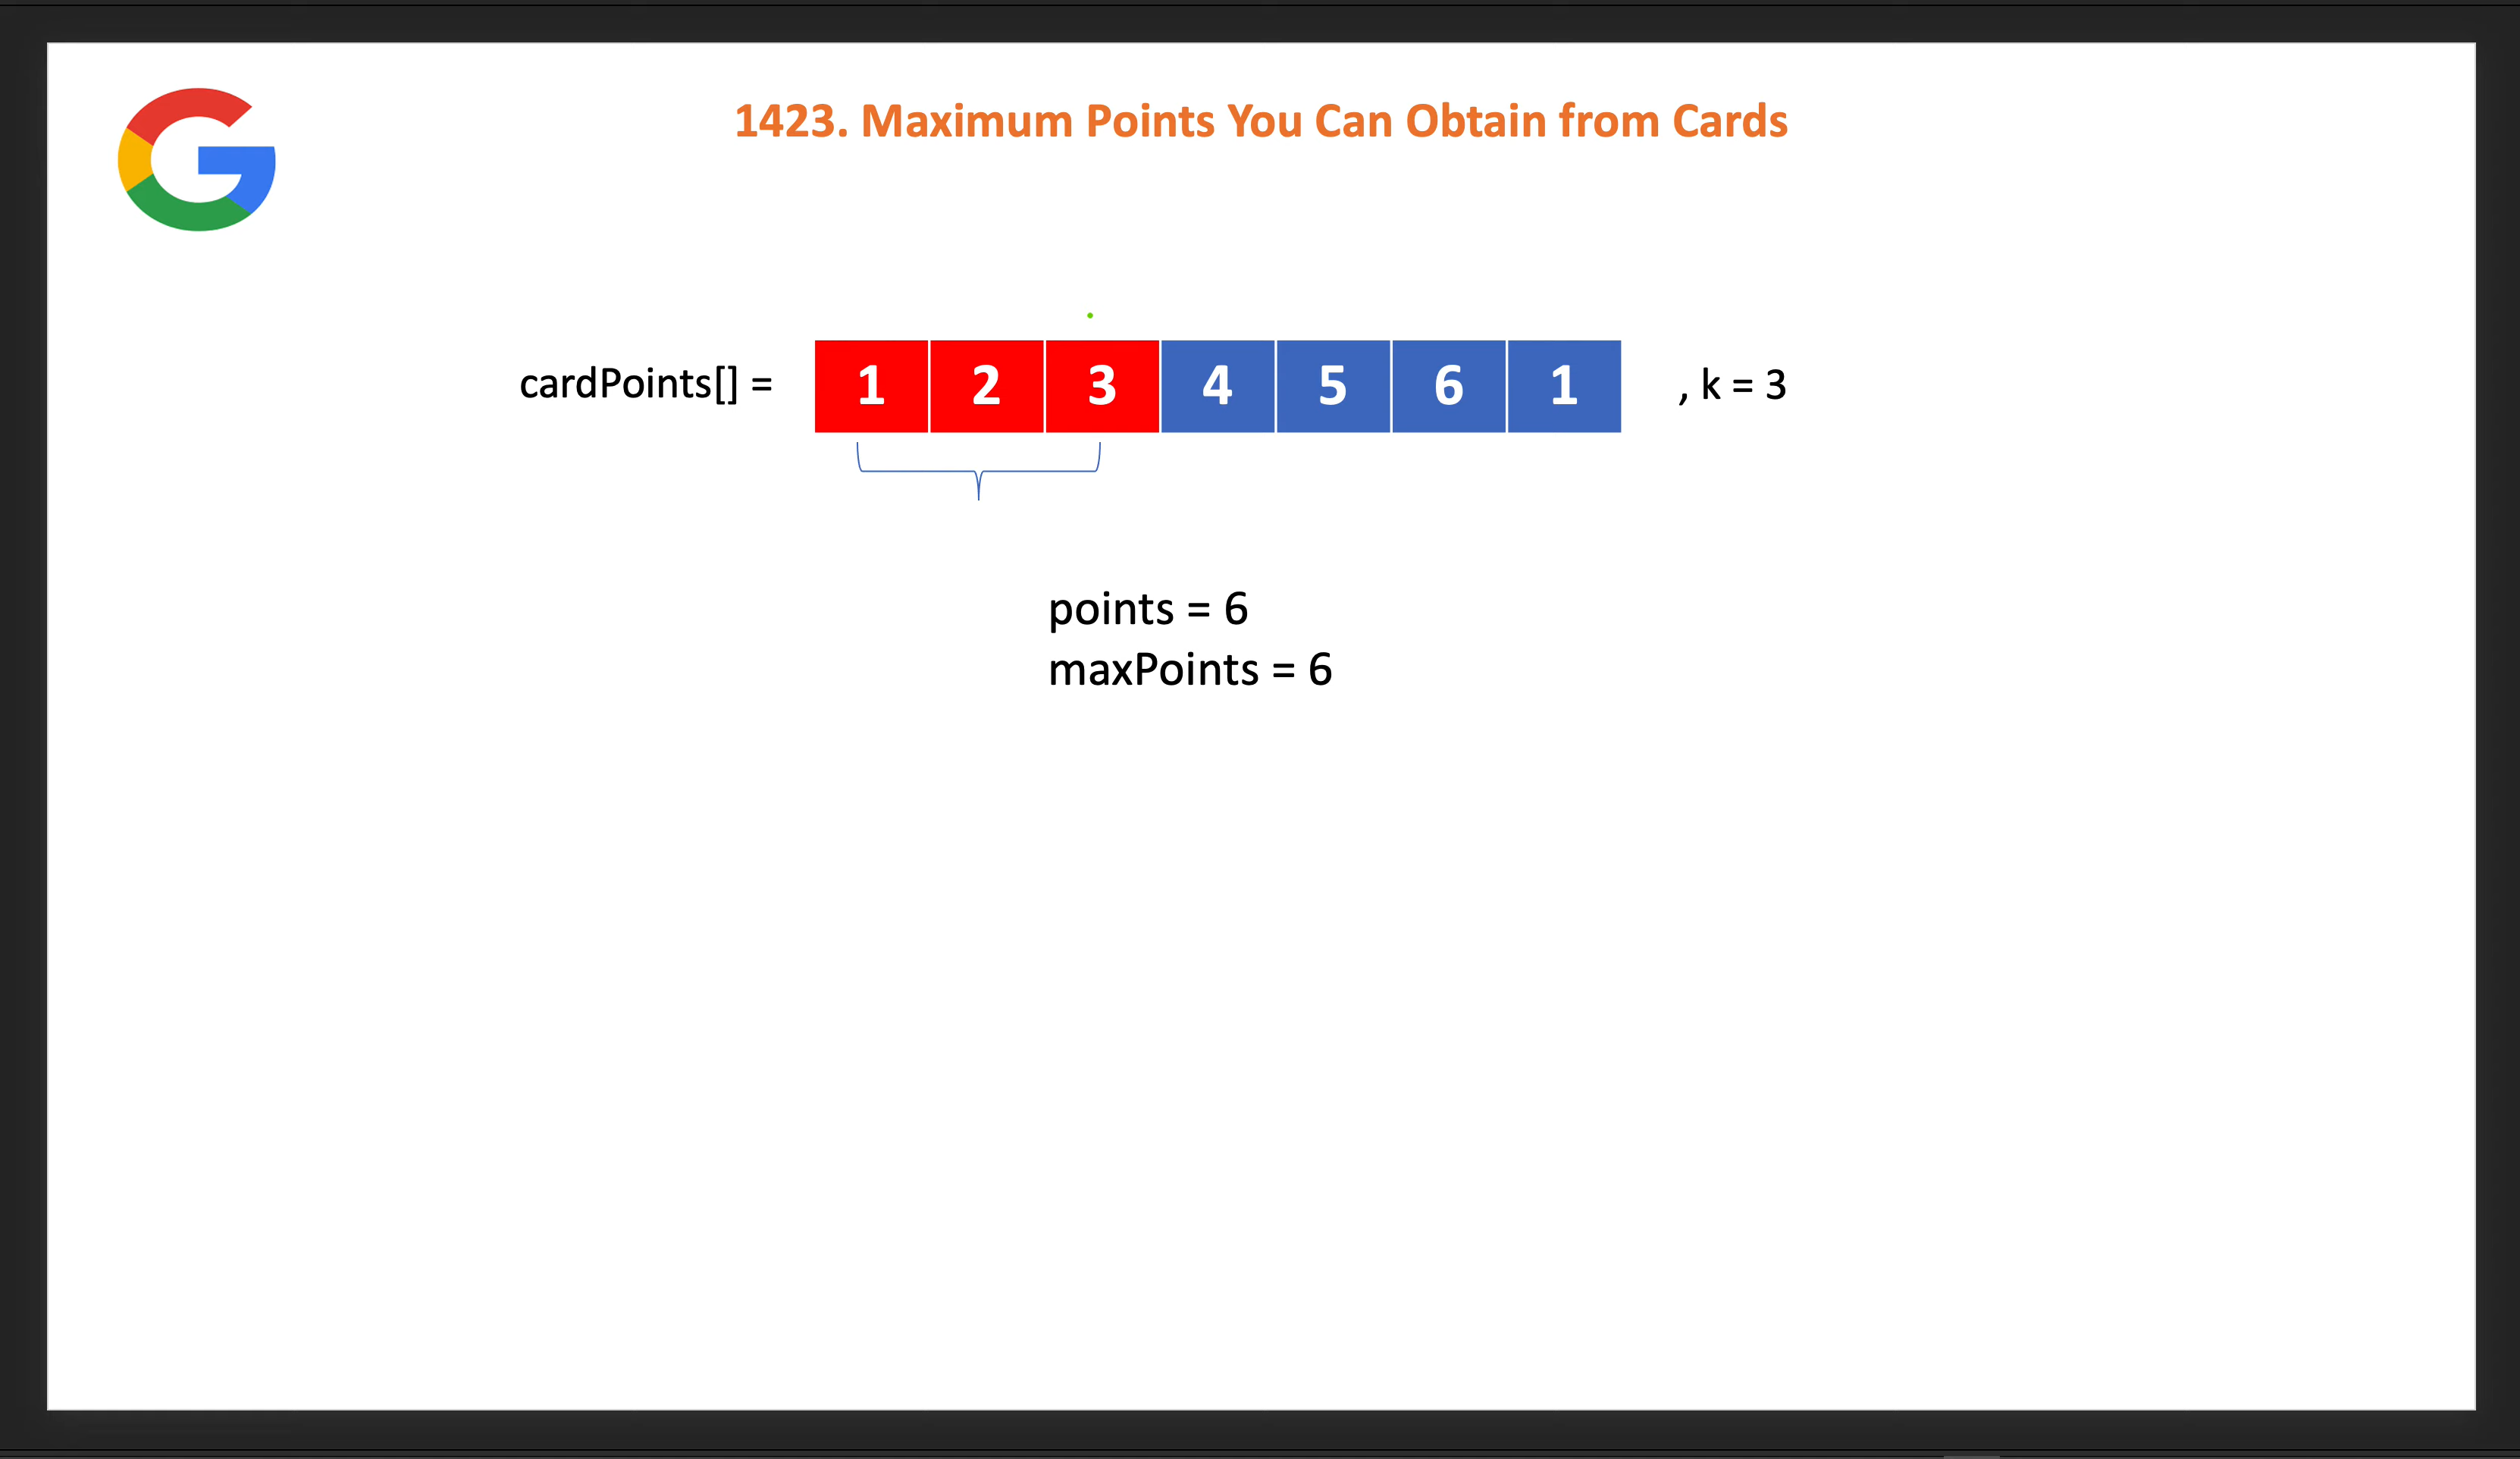 1423. Maximum Points You Can Obtain from Cards
cardPoints[] = 1 2 3 4 5 6 1 , k = 3
points = 6
maxPoints = 6